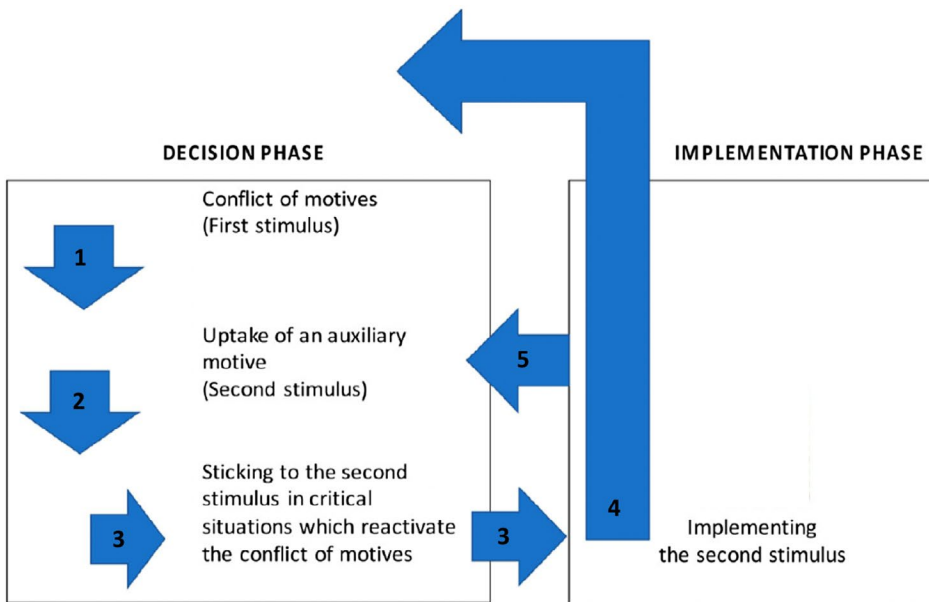 DECISION PHASE
IMPLEMENTATION PHASE
Conflict of motives
(First stimulus)
1
Uptake of an auxiliary
motive
(Second stimulus)
5
2
Sticking to the second
stimulus in critical
situations which reactivate
the conflict of motives
3
3
4
Implementing
the second stimulus